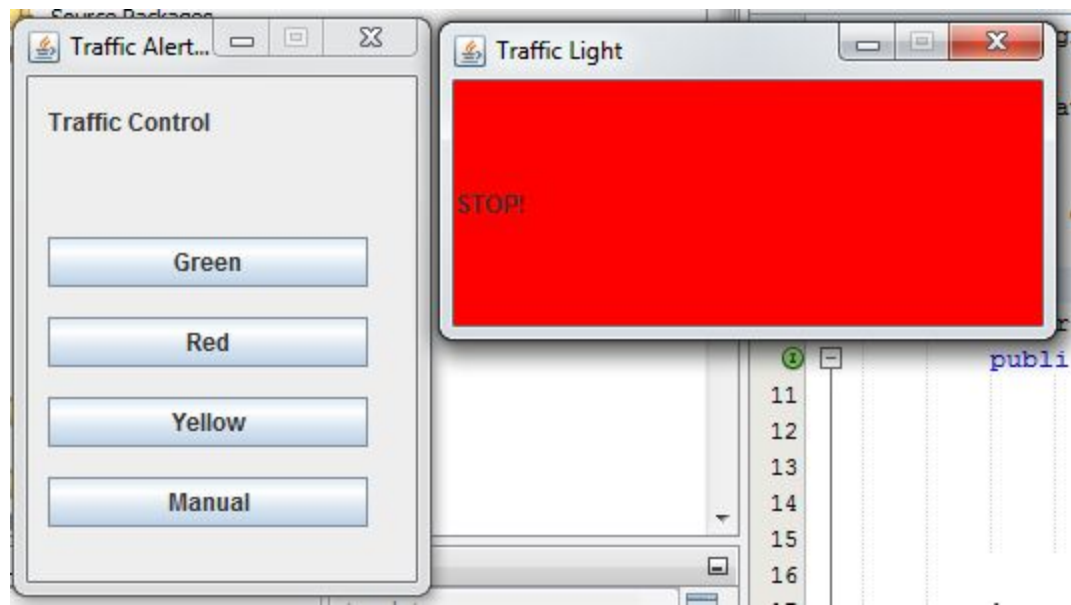 Source Packages
Traffic Alert...
Traffic Control
Green
Red
Yellow
Manual
Traffic Light
STOP!
publi
11
12
13
14
15
16